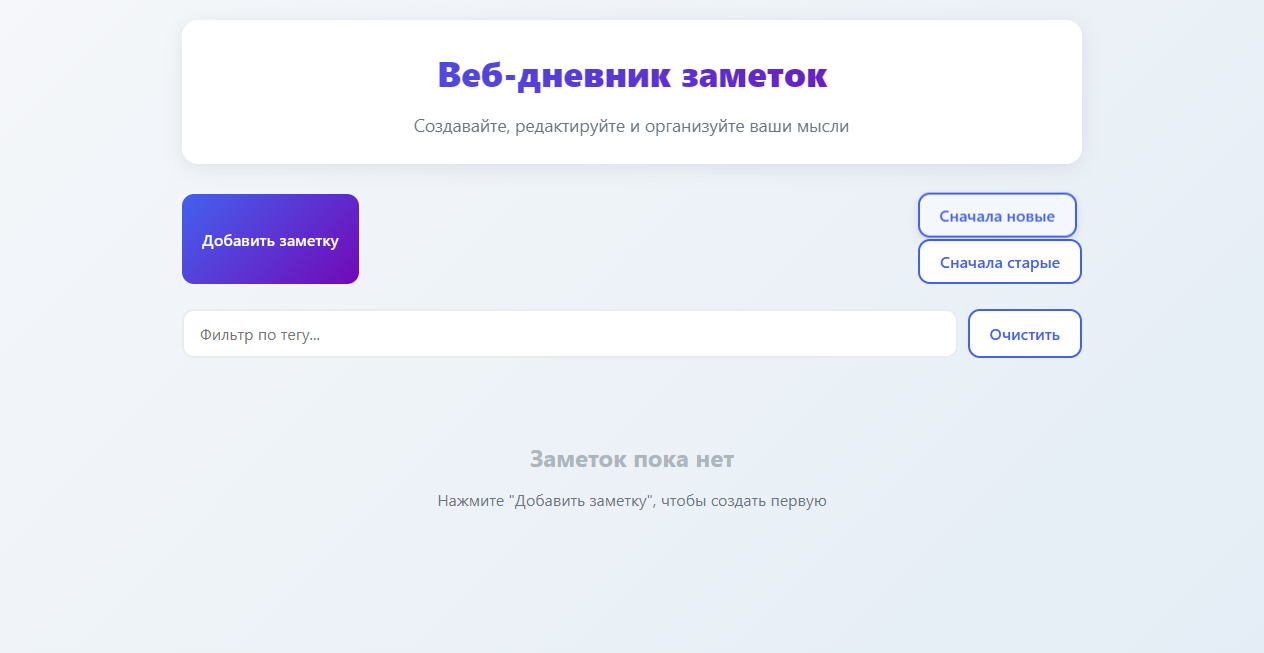 Веб-дневник заметок
Создавайте, редактируйте и организуйте ваши мысли
Добавить заметку
Сначала новые
Сначала старые
Фильтр по тегу...
Очистить
Заметок пока нет
Нажмите "Добавить заметку", чтобы создать первую